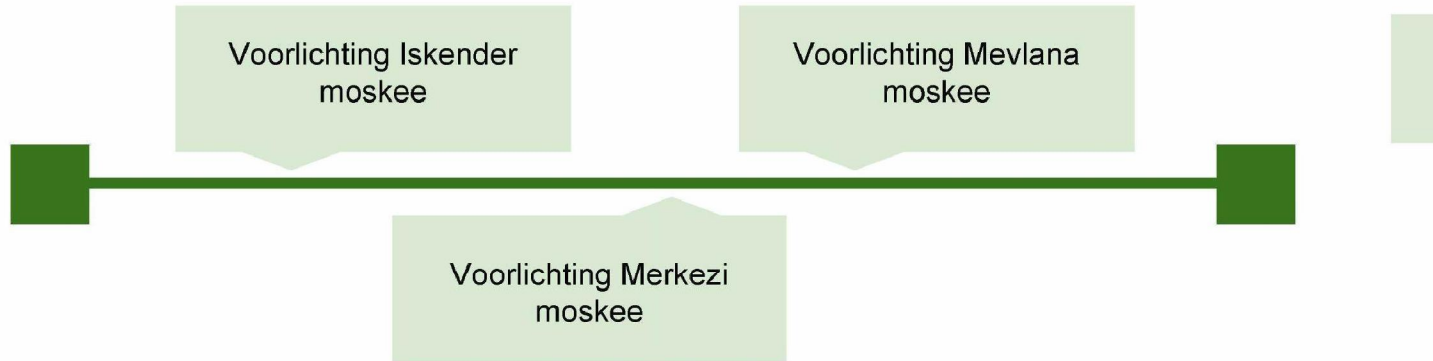 Voorlichting Iskender
moskee
Voorlichting Merkezi
moskee
Voorlichting Mevlana
moskee